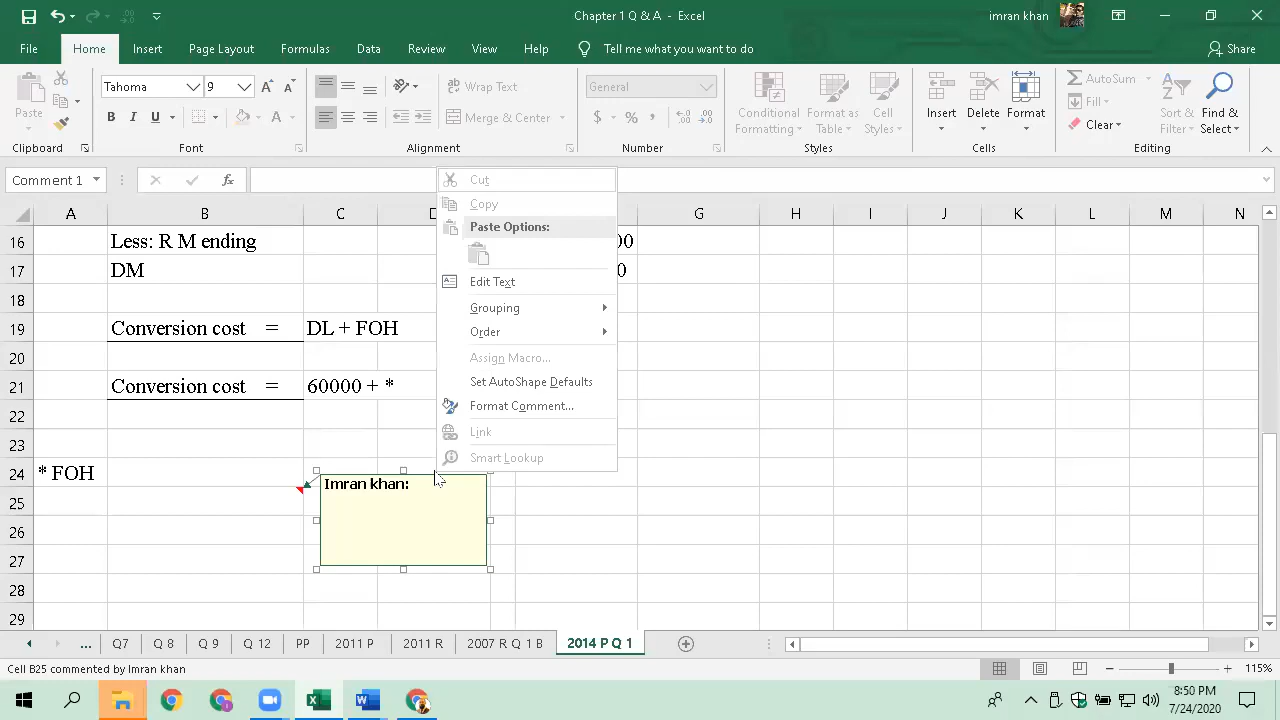 Chapter 1 Q & A - Excel
imran khan
File Home Insert Page Layout Formulas Data Review View Help Tell me what you want to do Share
Paste
Tahoma 9
B I U
Wrap Text
Merge & Center
General
$ % ,
Conditional Formatting
Format as Table
Cell Styles
Insert Delete Format
AutoSum
Fill
Clear
Sort & Filter
Find & Select
Clipboard Font Alignment Number Styles Cells Editing
Comment 1 fx
A B C D G H I J K L M N
16 Less: R M ending 00
17 DM 0
18
19 Conversion cost = DL + FOH
20
21 Conversion cost = 60000 + *
22
23
24 * FOH
25
26
27
28
29
Cut
Copy
Paste Options:
Edit Text
Grouping
Order
Assign Macro...
Set AutoShape Defaults
Format Comment...
Link
Smart Lookup
Imran khan:
... Q7 Q 8 Q 9 Q 12 PP 2011 P 2011 R 2007 R Q 1 B 2014 P Q 1
Cell B25 commented by Imran khan
115%
8:50 PM
7/24/2020